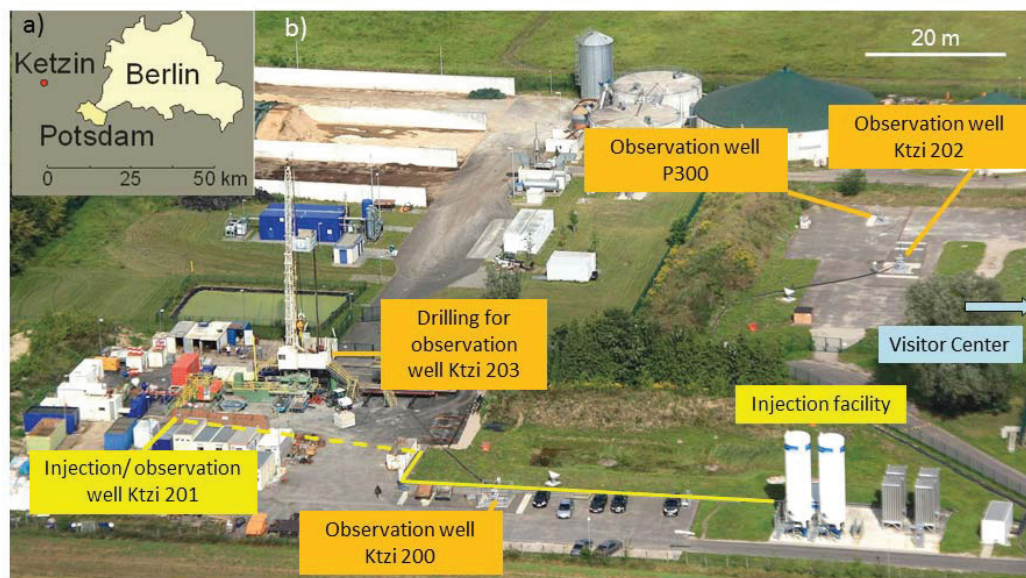 a)
Ketzin
Berlin
Potsdam
0 25 50 km
b)
20 m
Observation well
P300
Observation well
Ktzi 202
Drilling for
observation
well Ktzi 203
Visitor Center
Injection facility
Injection/ observation
well Ktzi 201
Observation well
Ktzi 200